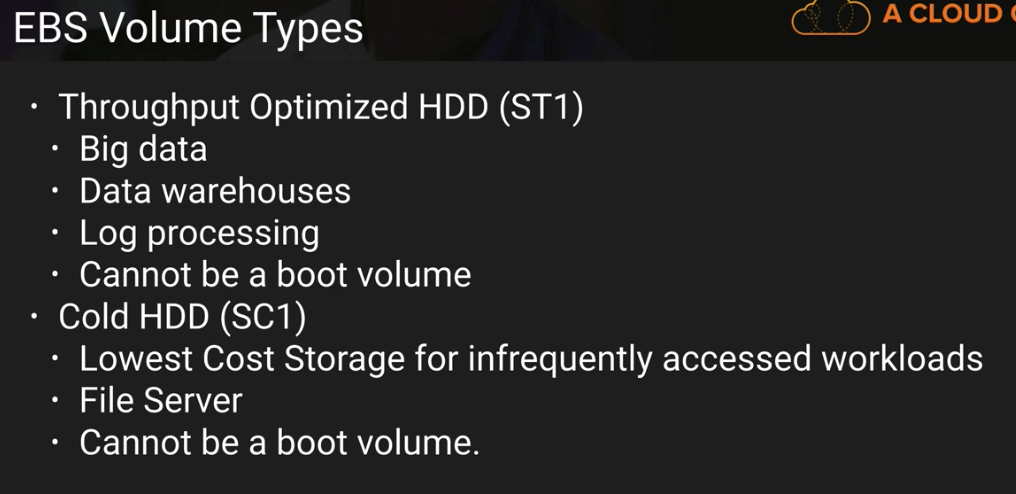 EBS Volume Types
A CLOUD
• Throughput Optimized HDD (ST1)
• Big data
• Data warehouses
• Log processing
• Cannot be a boot volume
• Cold HDD (SC1)
• Lowest Cost Storage for infrequently accessed workloads
• File Server
• Cannot be a boot volume.